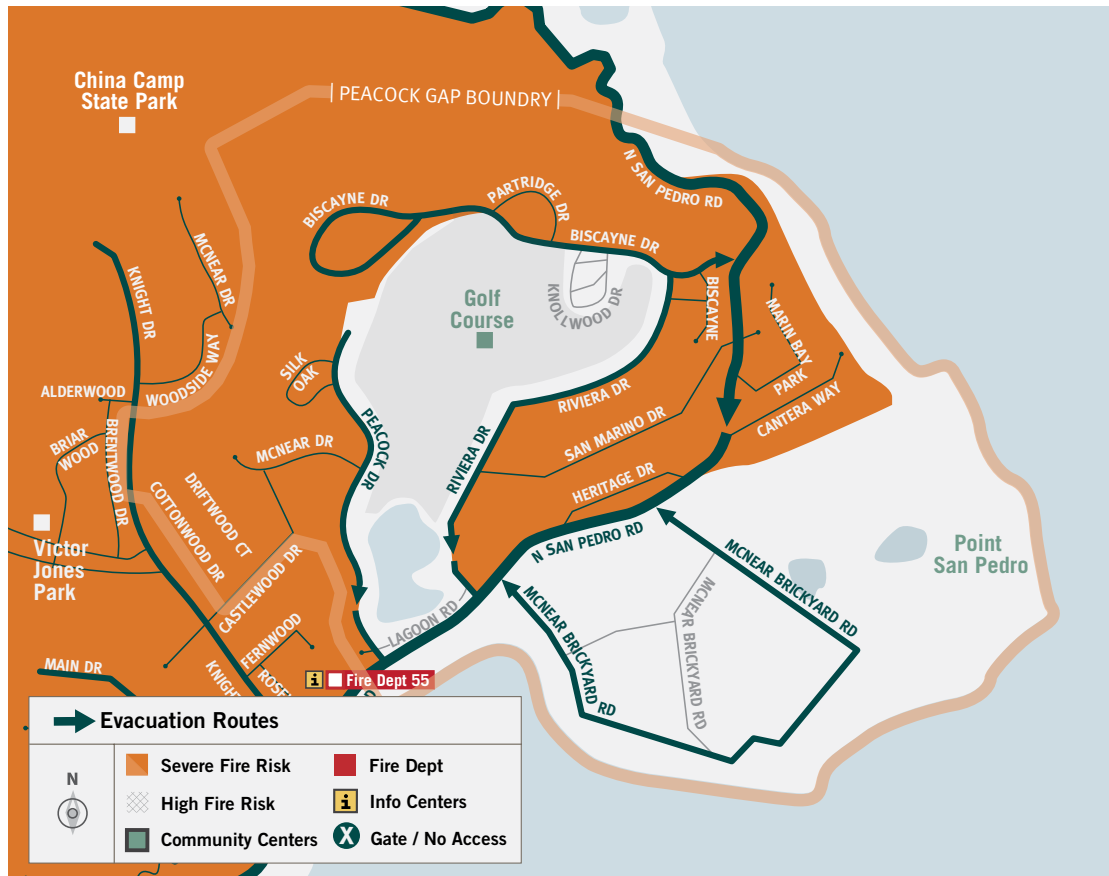 China Camp
State Park
PEACOCK GAP BOUNDRY
N SAN PEDRO RD
BISCAYNE DR
PARTRIDGE DR
BISCAYNE DR
MCNEAR DR
KNIGHT DR
KNOLLWOOD DR
BISCAYNE
Golf
Course
MARIN BAY
PARK
SILK
OAK
WOODSIDE WAY
ALDERWOOD
RIVIERA DR
CANTERA WAY
SAN MARINO DR
PEACOCK DR
BRIAR
WOOD
BRENTWOOD DR
MCNEAR DR
RIVIERA DR
HERITAGE DR
COTTONWOOD DR
DRIFTWOOD CT
N SAN PEDRO RD
Victor
Jones
Park
Point
San Pedro
MCNEAR BRICKYARD RD
MCNEAR BRICKYARD RD
MCNEAR BRICKYARD RD
CASTLEWOOD DR
LAGOON RD
FERNWOOD
MAIN DR
i
Fire Dept 55
Evacuation Routes
N
Severe Fire Risk
Fire Dept
High Fire Risk
i
Info Centers
Community Centers
X
Gate / No Access